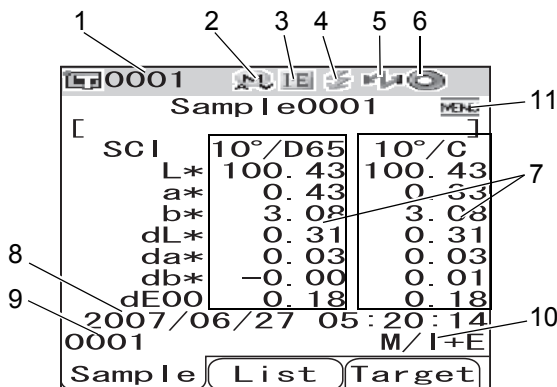 1 2 3 4 5 6
0001
Sample0001 MENU 11
[ ]
SCI 10°/D65 10°/C
L* 100.43 100.43
a* 0.43 0.33
b* 3.08 3.08 7
dL* 0.31 0.31
da* 0.03 0.03
db* -0.00 0.01
8 dE00 0.18 0.18
2007/06/27 05:20:14
9 0001 M/I+E 10
Sample List Target